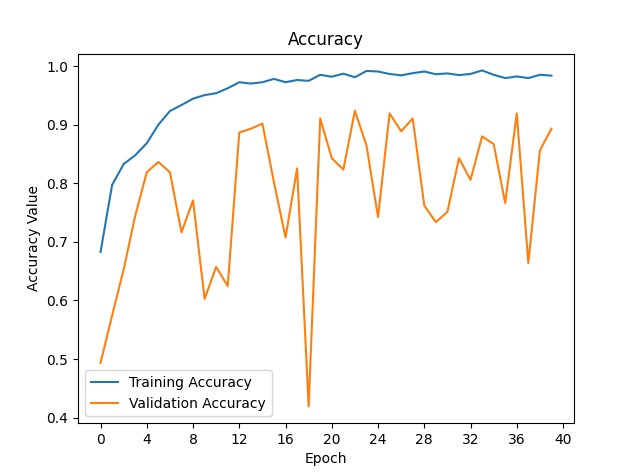 Accuracy
1.0
0.9
0.8
0.7
0.6
0.5
0.4
Accuracy Value
Training Accuracy
Validation Accuracy
0 4 8 12 16 20 24 28 32 36 40
Epoch